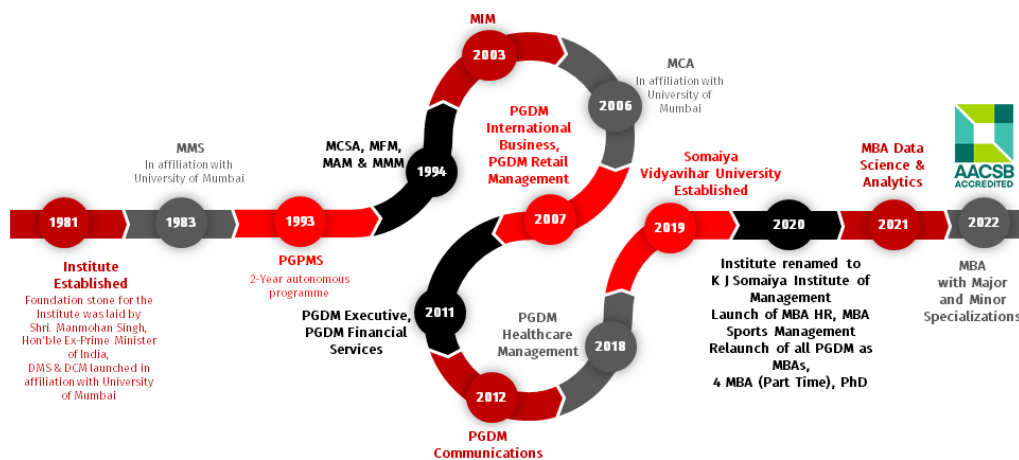 1981
Institute
Established
Foundation stone for the
Institute was laid by
Shri. Manmohan Singh,
Hon'ble Ex-Prime Minister
of India,
DMS & DCM launched in
affiliation with University
of Mumbai
MMS
In affiliation with
University of Mumbai
1983
1993
PGPMS
2-Year autonomous
programme
MCSA, MFM,
MAM & MMM
1994
MIM
2003
MCA
In affiliation with
University of
Mumbai
2006
PGDM
International
Business,
PGDM Retail
Management
2007
2011
PGDM Executive,
PGDM Financial
Services
2012
PGDM
Communications
PGDM
Healthcare
Management
2018
Somaiya
Vidyavihar University
Established
2019
2020
Institute renamed to
K J Somaiya Institute of
Management
Launch of MBA HR, MBA
Sports Management
Relaunch of all PGDM as
MBAs,
4 MBA (Part Time), PhD
MBA Data
Science &
Analytics
2021
AACSB
ACCREDITED
2022
MBA
with Major
and Minor
Specializations